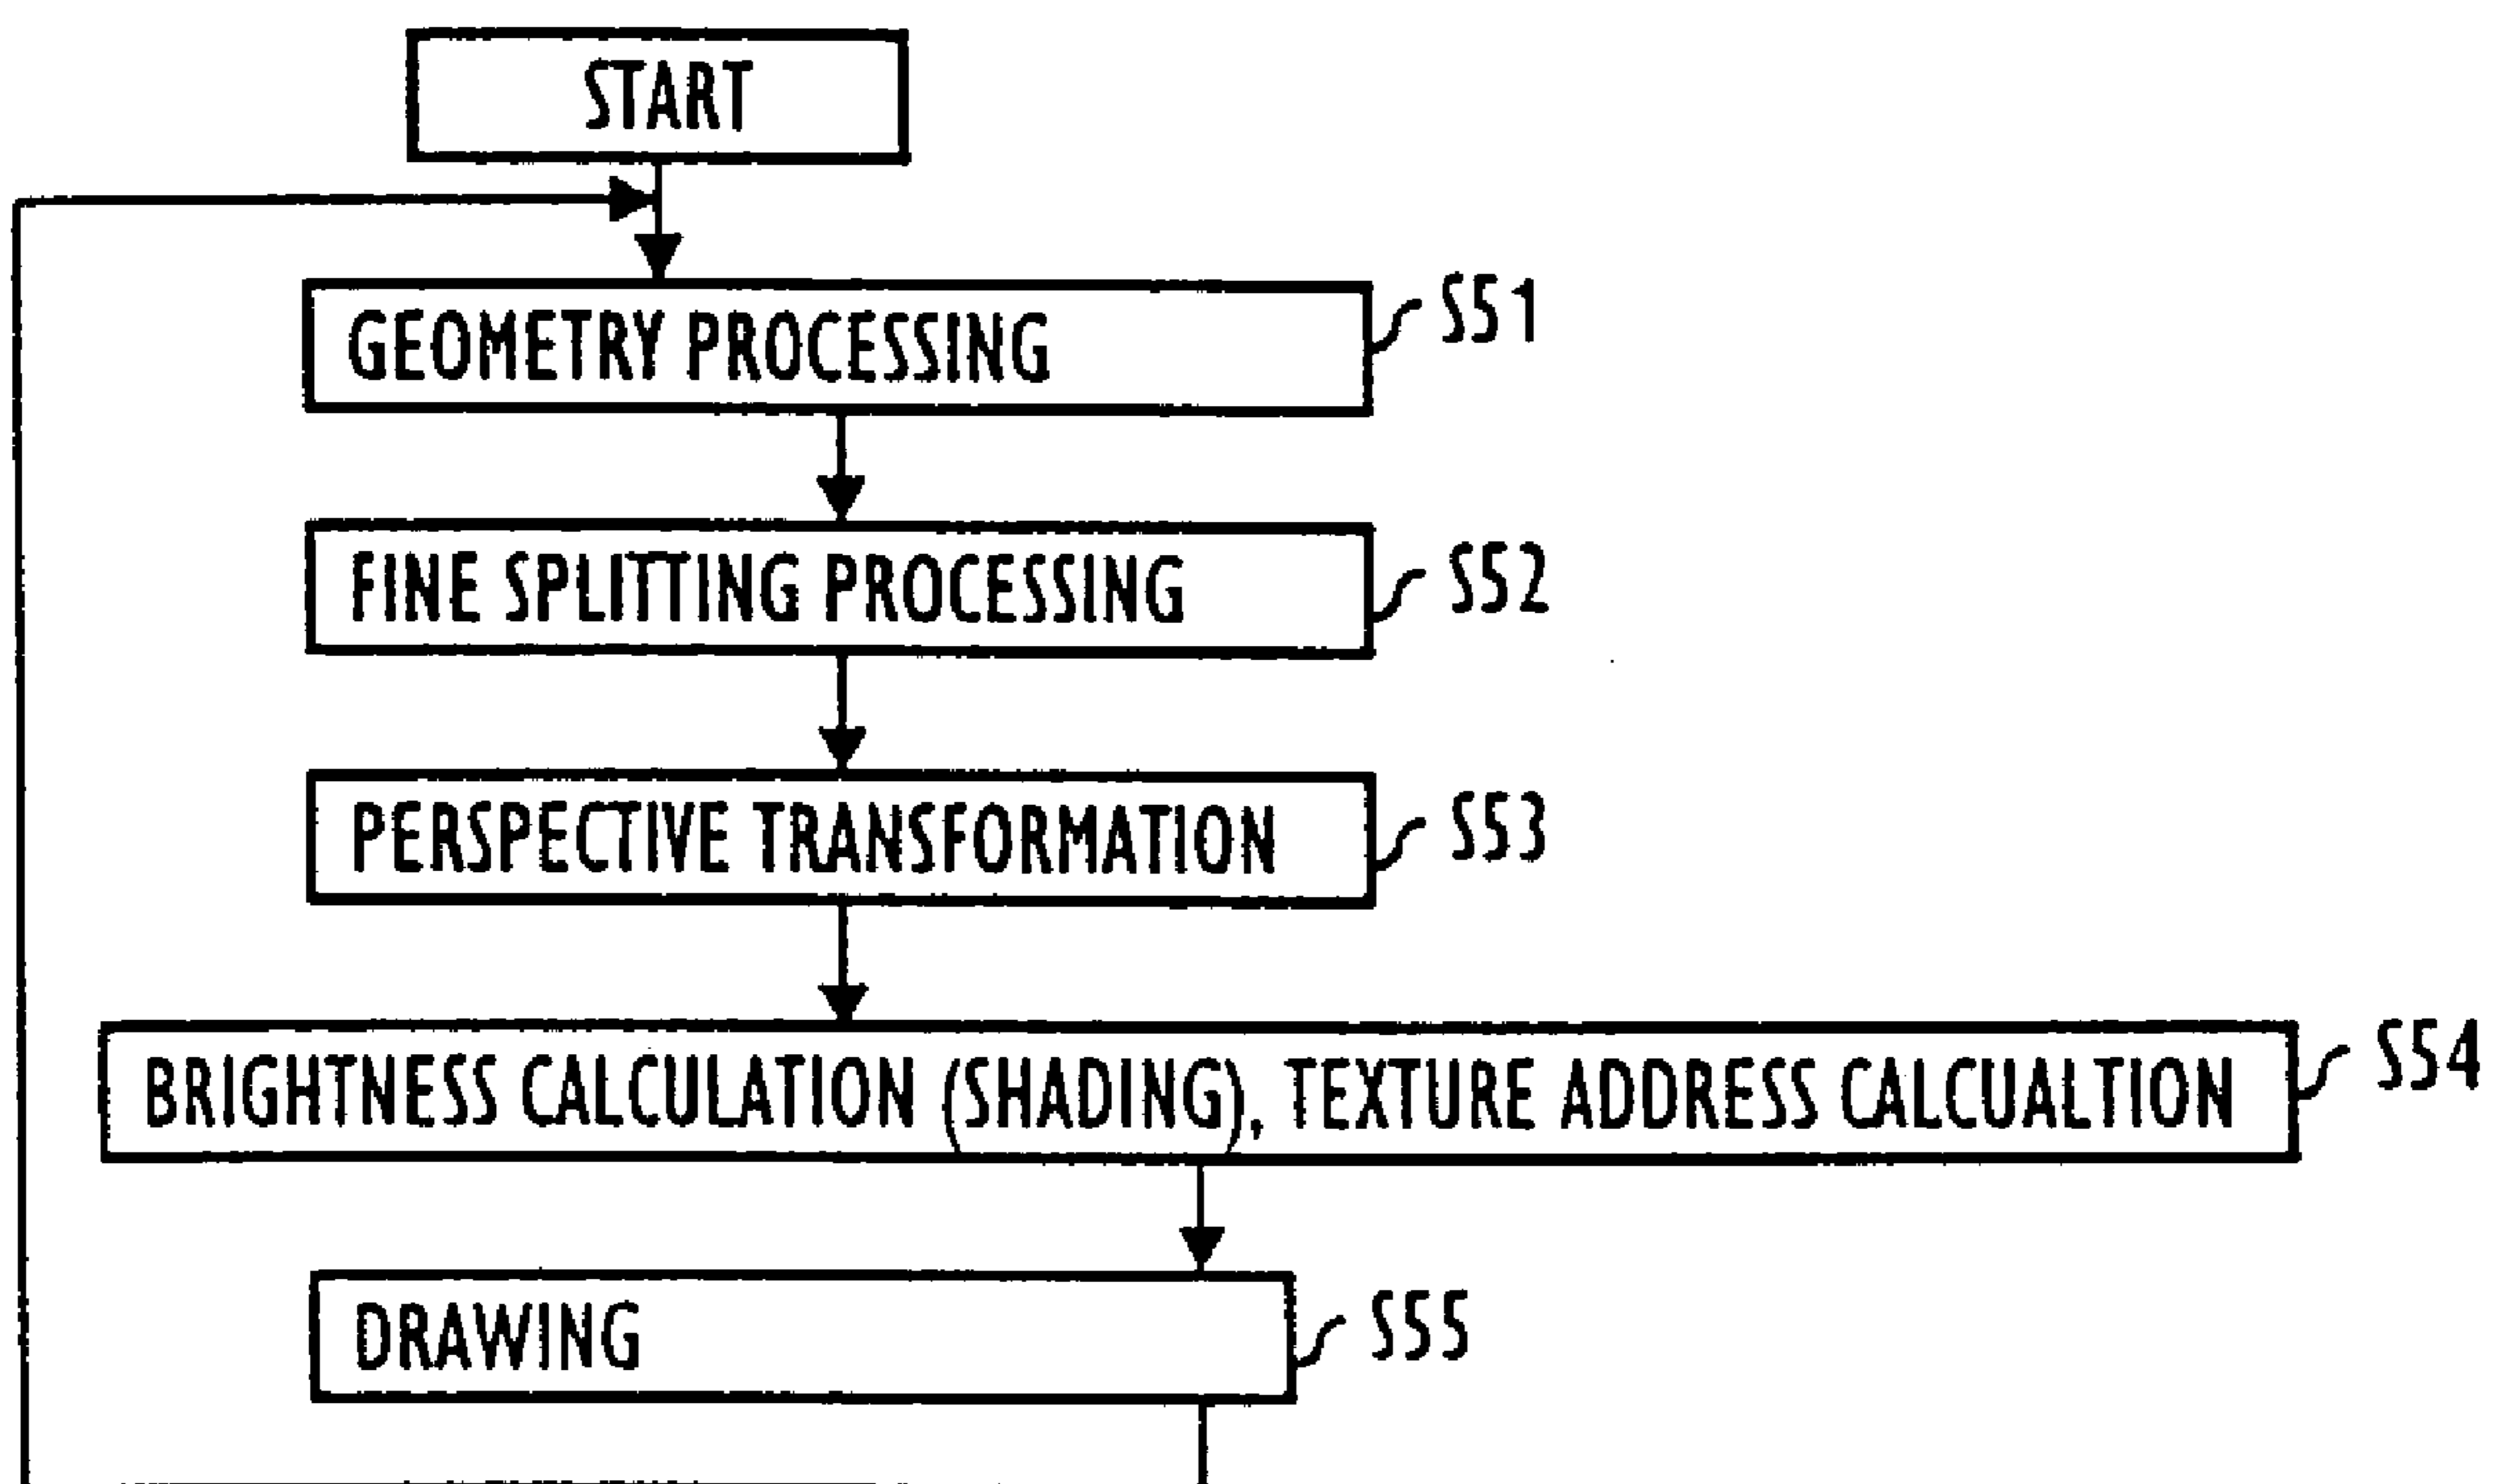 START
GEOMETRY PROCESSING
S51
FINE SPLITTING PROCESSING
S52
PERSPECTIVE TRANSFORMATION
S53
BRIGHTNESS CALCULATION (SHADING), TEXTURE ADDRESS CALCUALTION
S54
DRAWING
S55